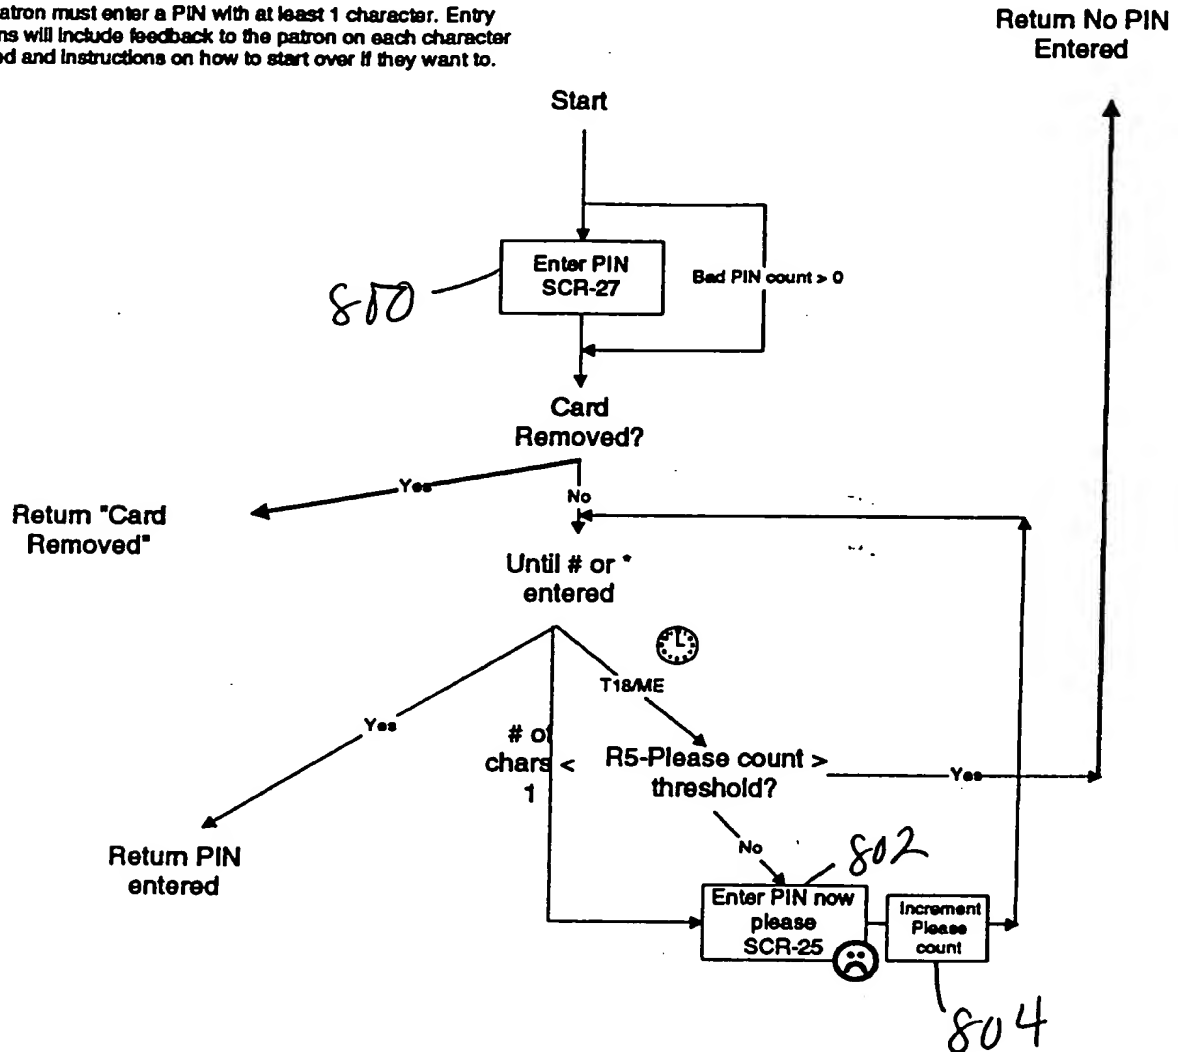 atron must enter a PIN with at least 1 character. Entry
ns will include feedback to the patron on each character
ed and instructions on how to start over if they want to.
Return No PIN
Entered
Start
Enter PIN
SCR-27
Bad PIN count > 0
800
Card
Removed?
Yes
No
Return "Card
Removed"
Until # or *
entered
T18/ME
Yes
# of
chars <
1
R5-Please count >
threshold?
Yes
No
802
Return PIN
entered
Enter PIN now
please
SCR-25
Increment
Please
count
804